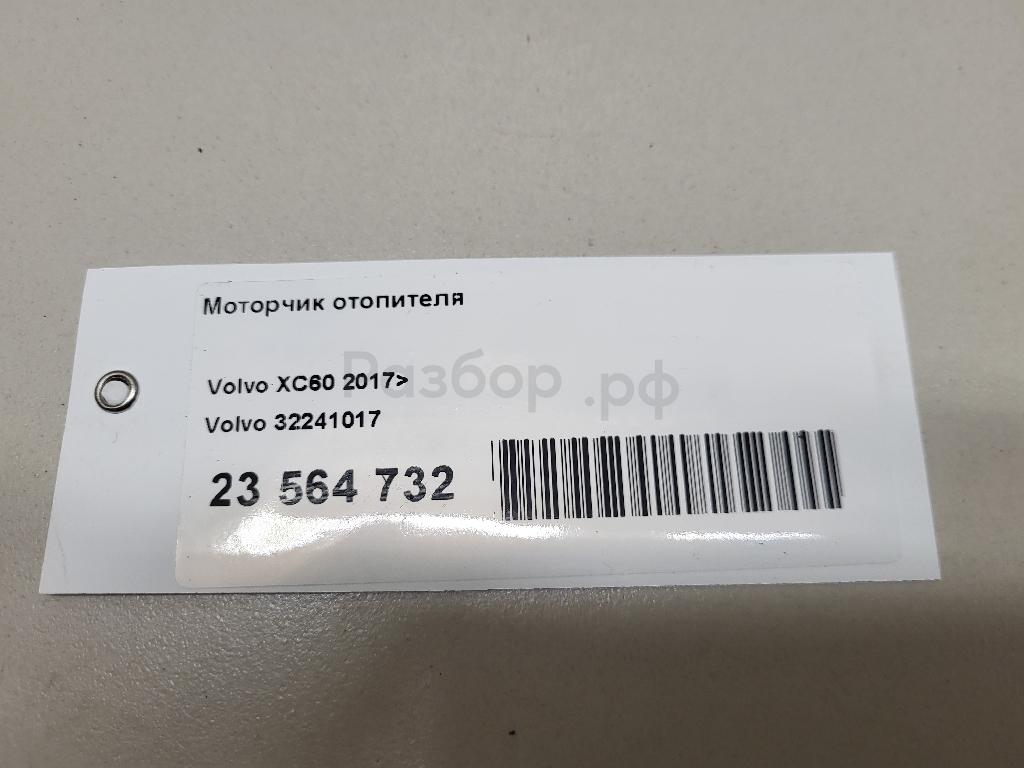 Моторчик отопителя
Разбор.рф
Volvo XC60 2017>
Volvo 32241017
23 564 732